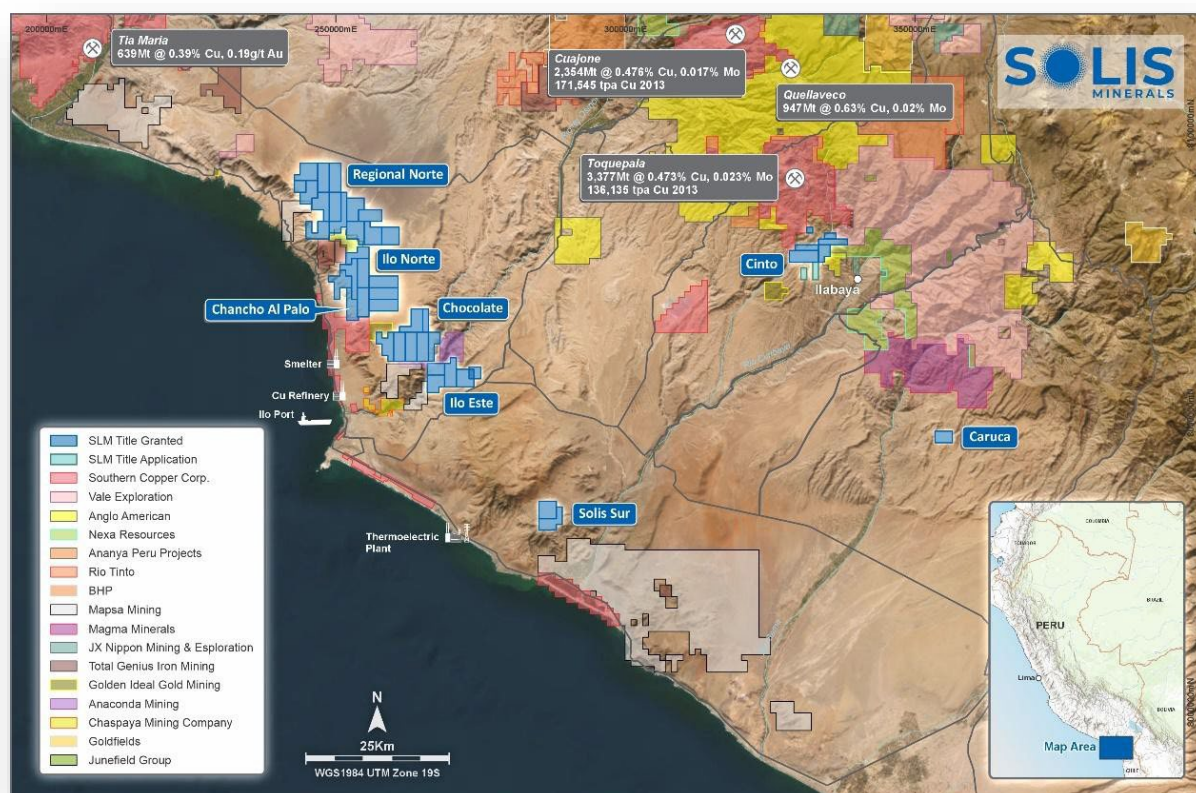 200000mE
250000mE
300000mE
350000mE
Tia Maria
639Mt @ 0.39% Cu, 0.19g/t Au
Cuajone
2,354Mt @ 0.476% Cu, 0.017% Mo
171,545 tpa Cu 2013
Quellaveco
947Mt @ 0.63% Cu, 0.02% Mo
SOLIS
MINERALS
Toquepala
3,377Mt @ 0.473% Cu, 0.023% Mo
136,135 tpa Cu 2013
Regional Norte
Ilo Norte
Cinto
Ilabaya
Chancho Al Palo
Chocolate
Smelter
Cu Refinery
Ilo Port
Ilo Este
Caruca
Solis Sur
Thermoelectric
Plant
SLM Title Granted
SLM Title Application
Southern Copper Corp.
Vale Exploration
Anglo American
Nexa Resources
Ananya Peru Projects
Rio Tinto
BHP
Mapsa Mining
Magma Minerals
JX Nippon Mining & Esploration
Total Genius Iron Mining
Golden Ideal Gold Mining
Anaconda Mining
Chaspaya Mining Company
Goldfields
Junefield Group
N
25Km
WGS1984 UTM Zone 19S
COLOMBIA
BRAZIL
PERU
Lima
BOLIVIA
Map Area